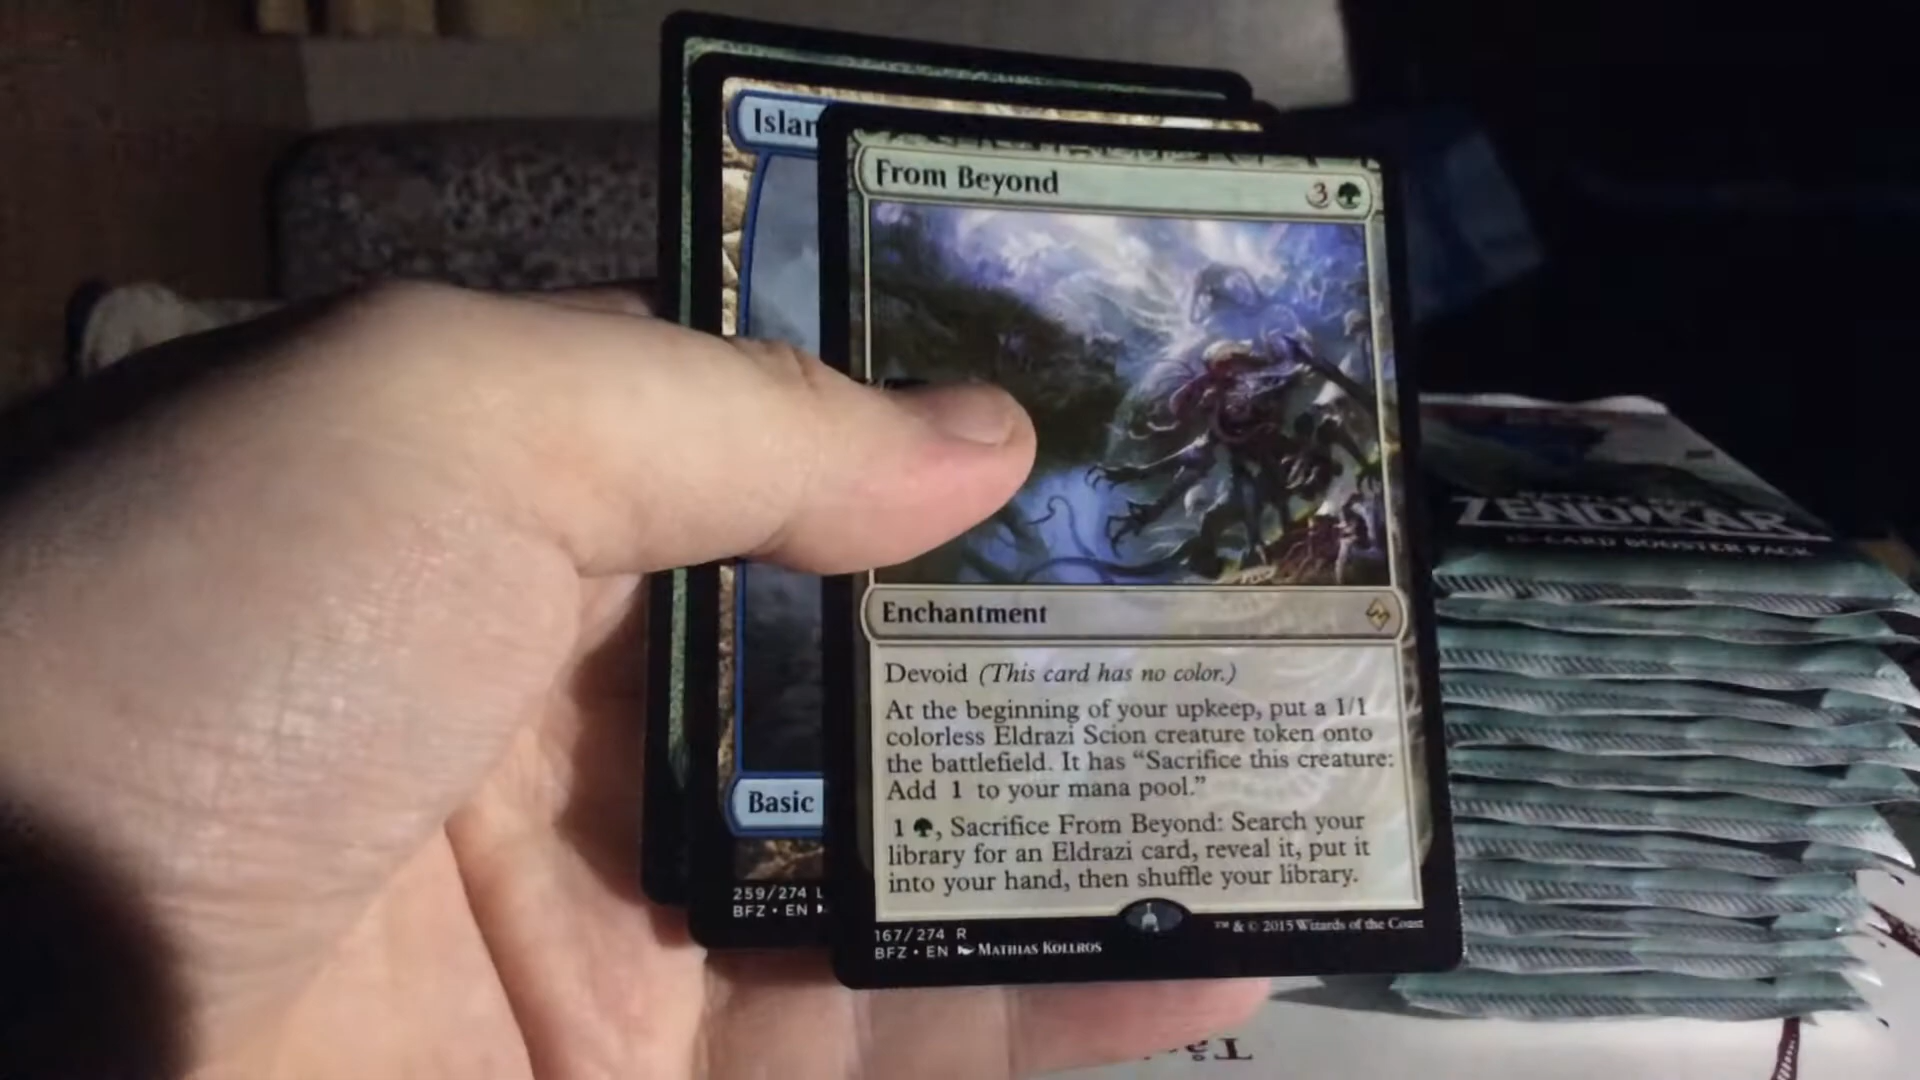 Islan
From Beyond
3
Enchantment
Devoid (This card has no color.)
At the beginning of your upkeep, put a 1/1
colorless Eldrazi Scion creature token onto
the battlefield. It has “Sacrifice this creature:
Add 1 to your mana pool.”
1 , Sacrifice From Beyond: Search your
library for an Eldrazi card, reveal it, put it
into your hand, then shuffle your library.
167/274 R
BFZ • EN MATHIAS KOLLROS
™ & © 2015 Wizards of the Coast
Basic
259/274 L
BFZ • EN
BATTLE FOR
ZENDIKAR
15-CARD BOOSTER PACK